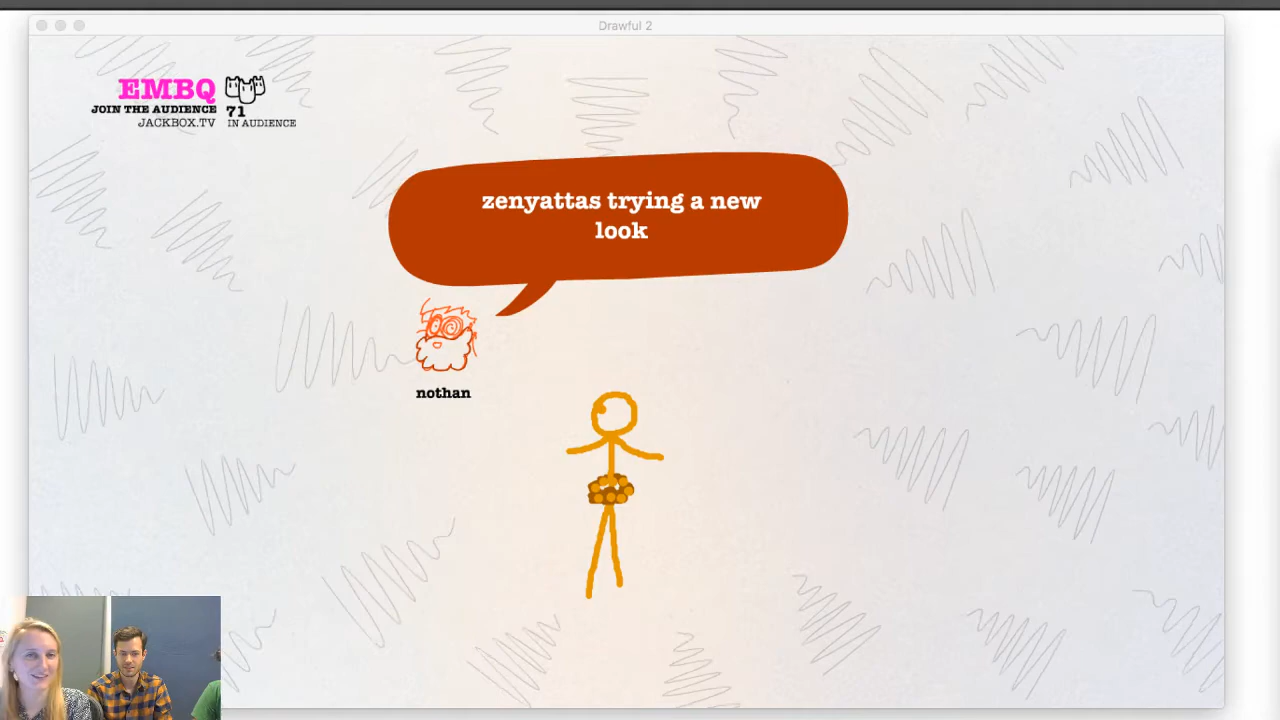 Drawful 2
EMBQ
JOIN THE AUDIENCE
JACKBOX.TV
71
IN AUDIENCE
zenyattas trying a new
look
nothan